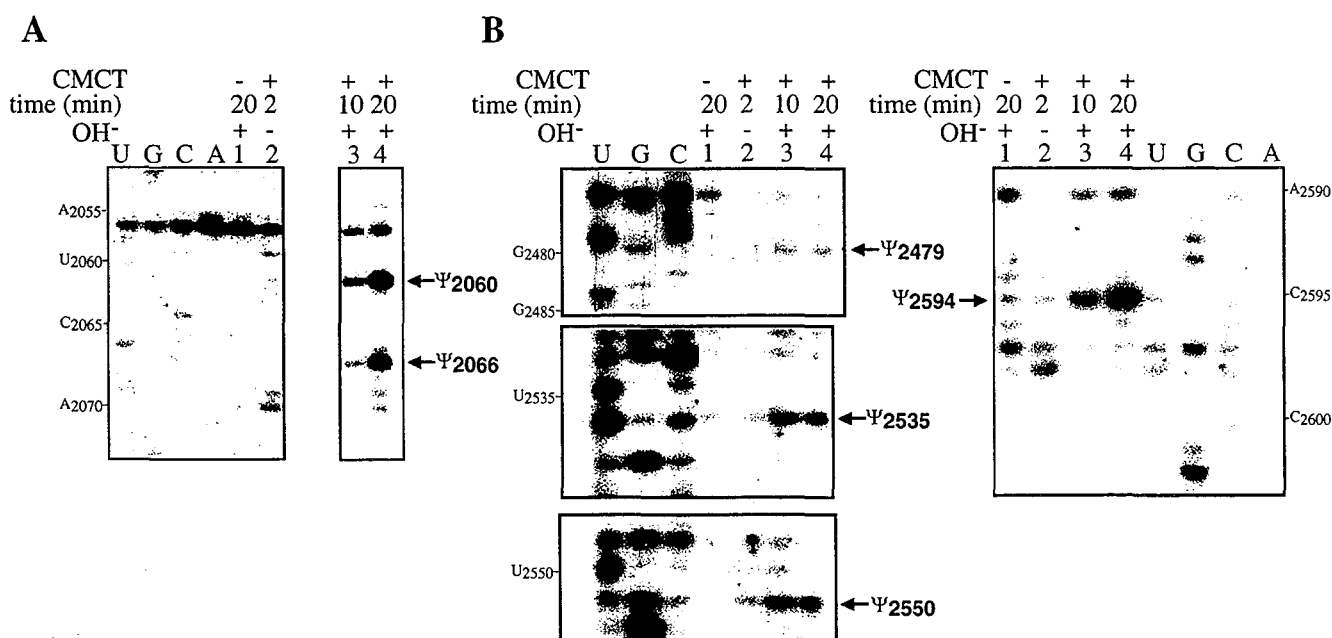 A
B
CMCT - + + +
time (min) 20 2 10 20
OH- + - + +
U G C A 1 2 3 4
A2055
U2060
C2065
A2070
←Ψ2060
←Ψ2066
CMCT - + + +
time (min) 20 2 10 20
OH- + - + +
U G C 1 2 3 4
G2480
G2485
←Ψ2479
U2535
←Ψ2535
U2550
←Ψ2550
CMCT - + + +
time (min) 20 2 10 20
OH- + - + +
1 2 3 4 U G C A
Ψ2594→
A2590
C2595
C2600